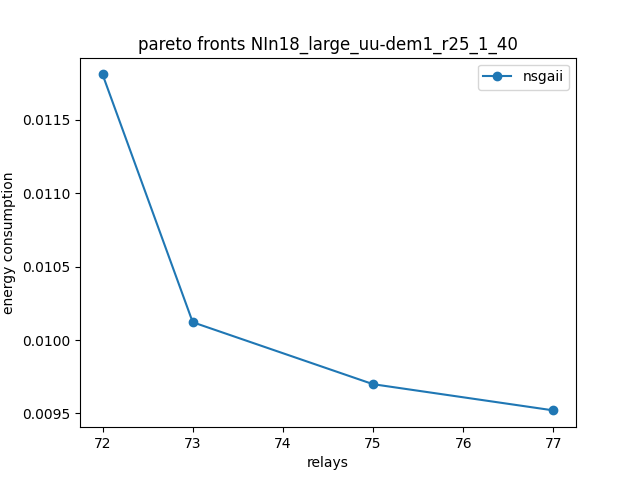 pareto fronts NIn18_large_uu-dem1_r25_1_40
nsgaii
energy consumption
0.0115
0.0110
0.0105
0.0100
0.0095
72 73 74 75 76 77
relays